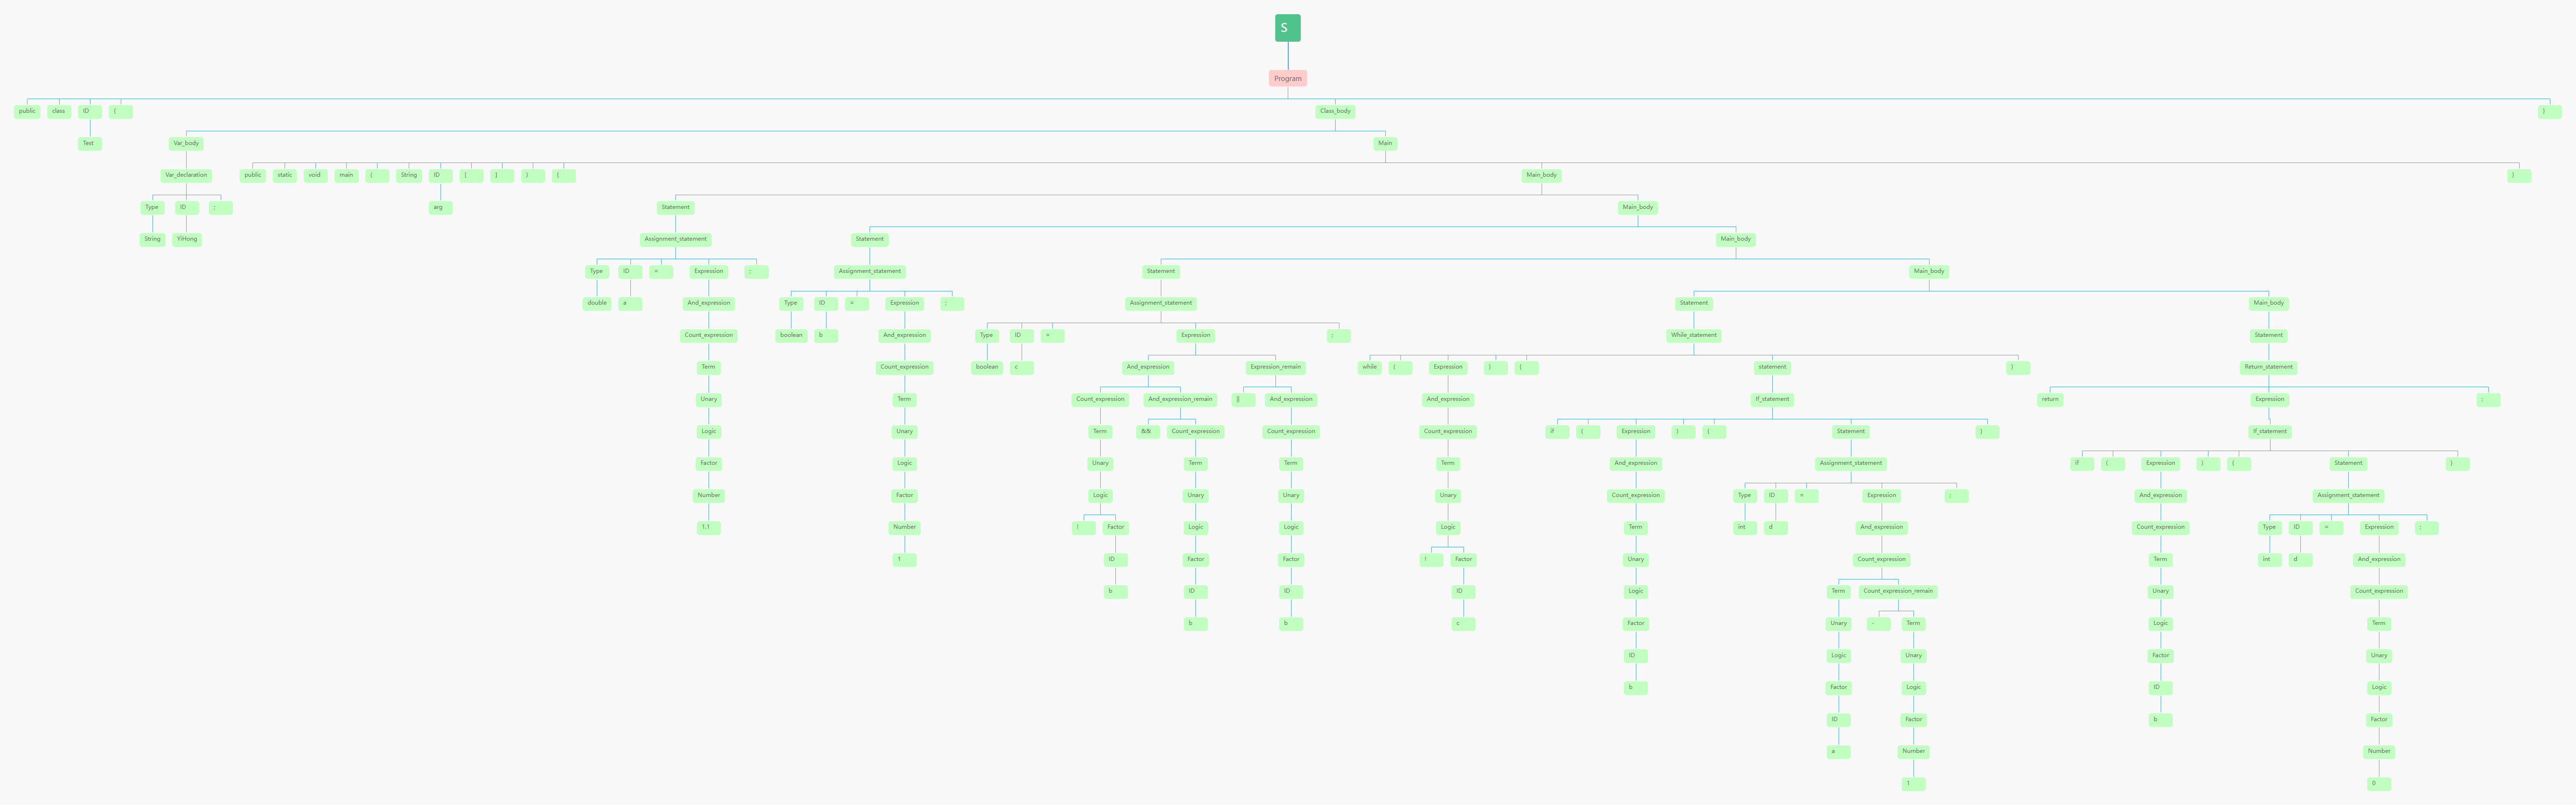 S
Program
public class ID { Class_body }
Test Var_body Main
Var_declaration public static void main ( String ID [ ] ) { Main_body }
Type ID ; arg Statement Main_body
String YiHong Assignment_statement Statement Main_body
Type ID = Expression ; Assignment_statement Statement Main_body
double a And_expression Type ID = Expression ; Assignment_statement Statement Main_body
Count_expression boolean b And_expression Type ID = Expression ; While_statement Statement
Term Count_expression boolean c And_expression Expression_remain while ( Expression ) { statement } Return_statement
Unary Term Count_expression And_expression_remain || And_expression And_expression If_statement return Expression ;
Logic Unary Term && Count_expression Count_expression Count_expression if ( Expression ) { Statement } If_statement
Factor Logic Unary Term Term Term And_expression Assignment_statement if ( Expression ) { Statement }
Number Factor Logic Unary Unary Unary Count_expression Type ID = Expression ; And_expression Assignment_statement
1.1 Number ! Factor Logic Logic Logic Term int d And_expression Count_expression Type ID = Expression ;
1 ID Factor Factor ! Factor Unary Count_expression Term int d And_expression
b ID ID ID Logic Term Count_expression_remain Unary Count_expression
b b c Factor Unary - Term Logic Term
ID Logic Unary Factor Unary
b Factor Logic ID Logic
ID Factor b Factor
a Number Number
1 0